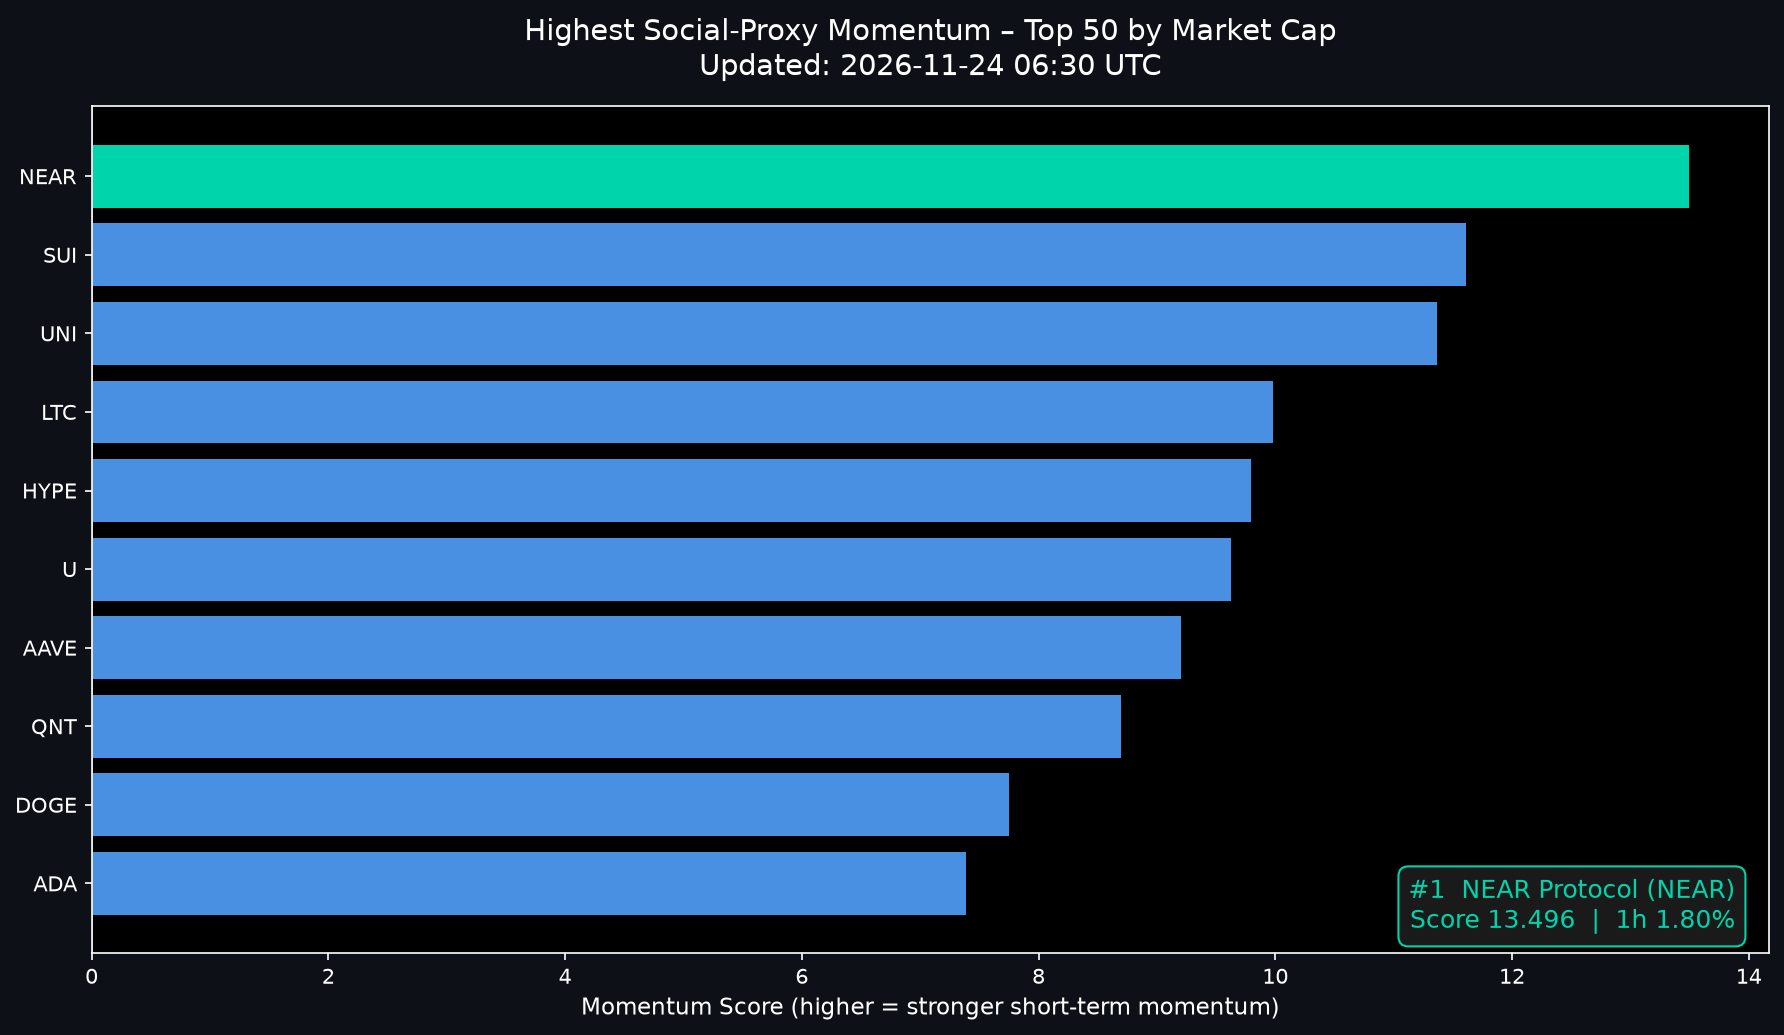 Highest Social-Proxy Momentum – Top 50 by Market Cap
Updated: 2026-11-24 06:30 UTC
NEAR
SUI
UNI
LTC
HYPE
U
AAVE
QNT
DOGE
ADA
#1  NEAR Protocol (NEAR)
Score 13.496  |  1h 1.80%
0 2 4 6 8 10 12 14
Momentum Score (higher = stronger short-term momentum)